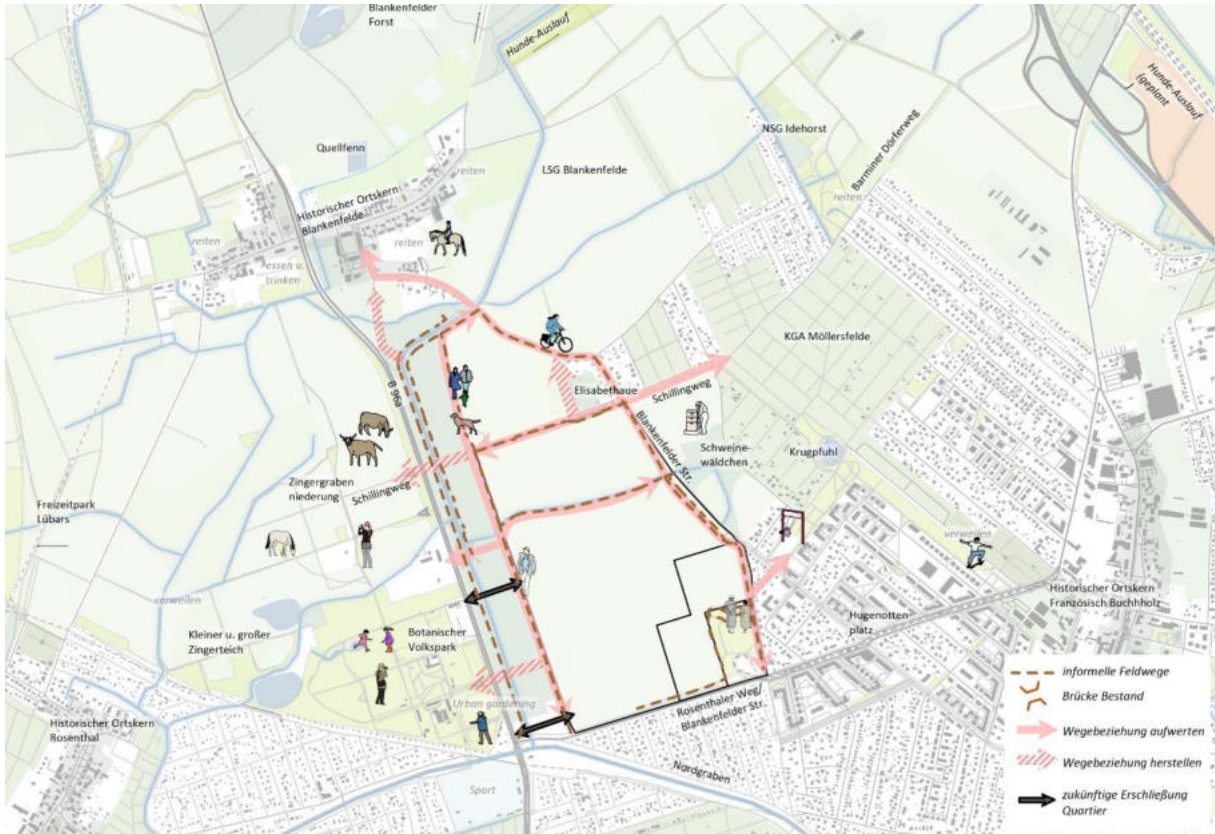 Blankenfelder
Forst
Hunde-Auslauf
Hunde-Auslauf
(geplant
NSG Idehorst
Barminer Dörferweg
Quellfenn
LSG Blankenfelde
reiten
reiten
Historischer Ortskern
Blankenfelde
reiten
reiten
essen u.
trinken
B 96a
KGA Möllersfelde
Elisabethaue
Schillingweg
Blankenfelder Str.
Schweine-
wäldchen
Krugpfuhl
Zingergraben
niederung
Schillingweg
Freizeitpark
Lübars
verweilen
verweilen
Historischer Ortskern
Französisch Buchholz
Hugenotten
platz
Kleiner u. großer
Zingerteich
Botanischer
Volkspark
Urban gardening
Rosenthaler Weg/
Blankenfelder Str.
Historischer Ortskern
Rosenthal
Nordgraben
Sport
informelle Feldwege
Brücke Bestand
Wegebeziehung aufwerten
Wegebeziehung herstellen
zukünftige Erschließung
Quartier